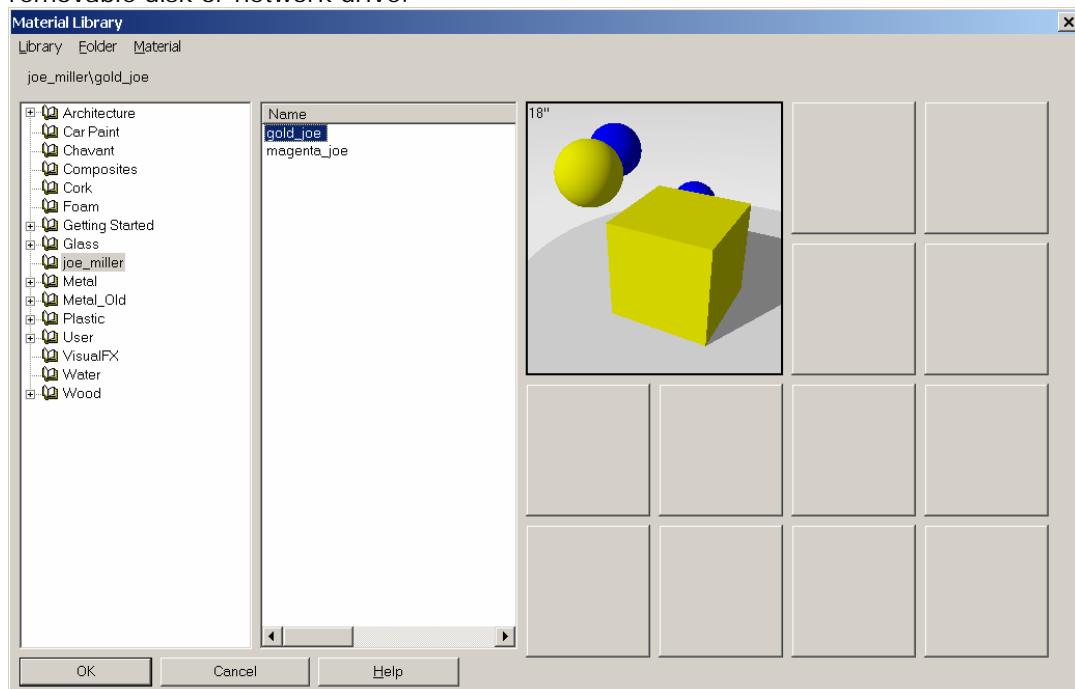 removable disk or network drive.
Material Library
Library Folder Material
joe_miller\gold_joe
Architecture
Car Paint
Chavant
Composites
Cork
Foam
Getting Started
Glass
joe_miller
Metal
Metal_Old
Plastic
User
VisualFX
Water
Wood
Name
gold_joe
magenta_joe
18"
OK Cancel Help